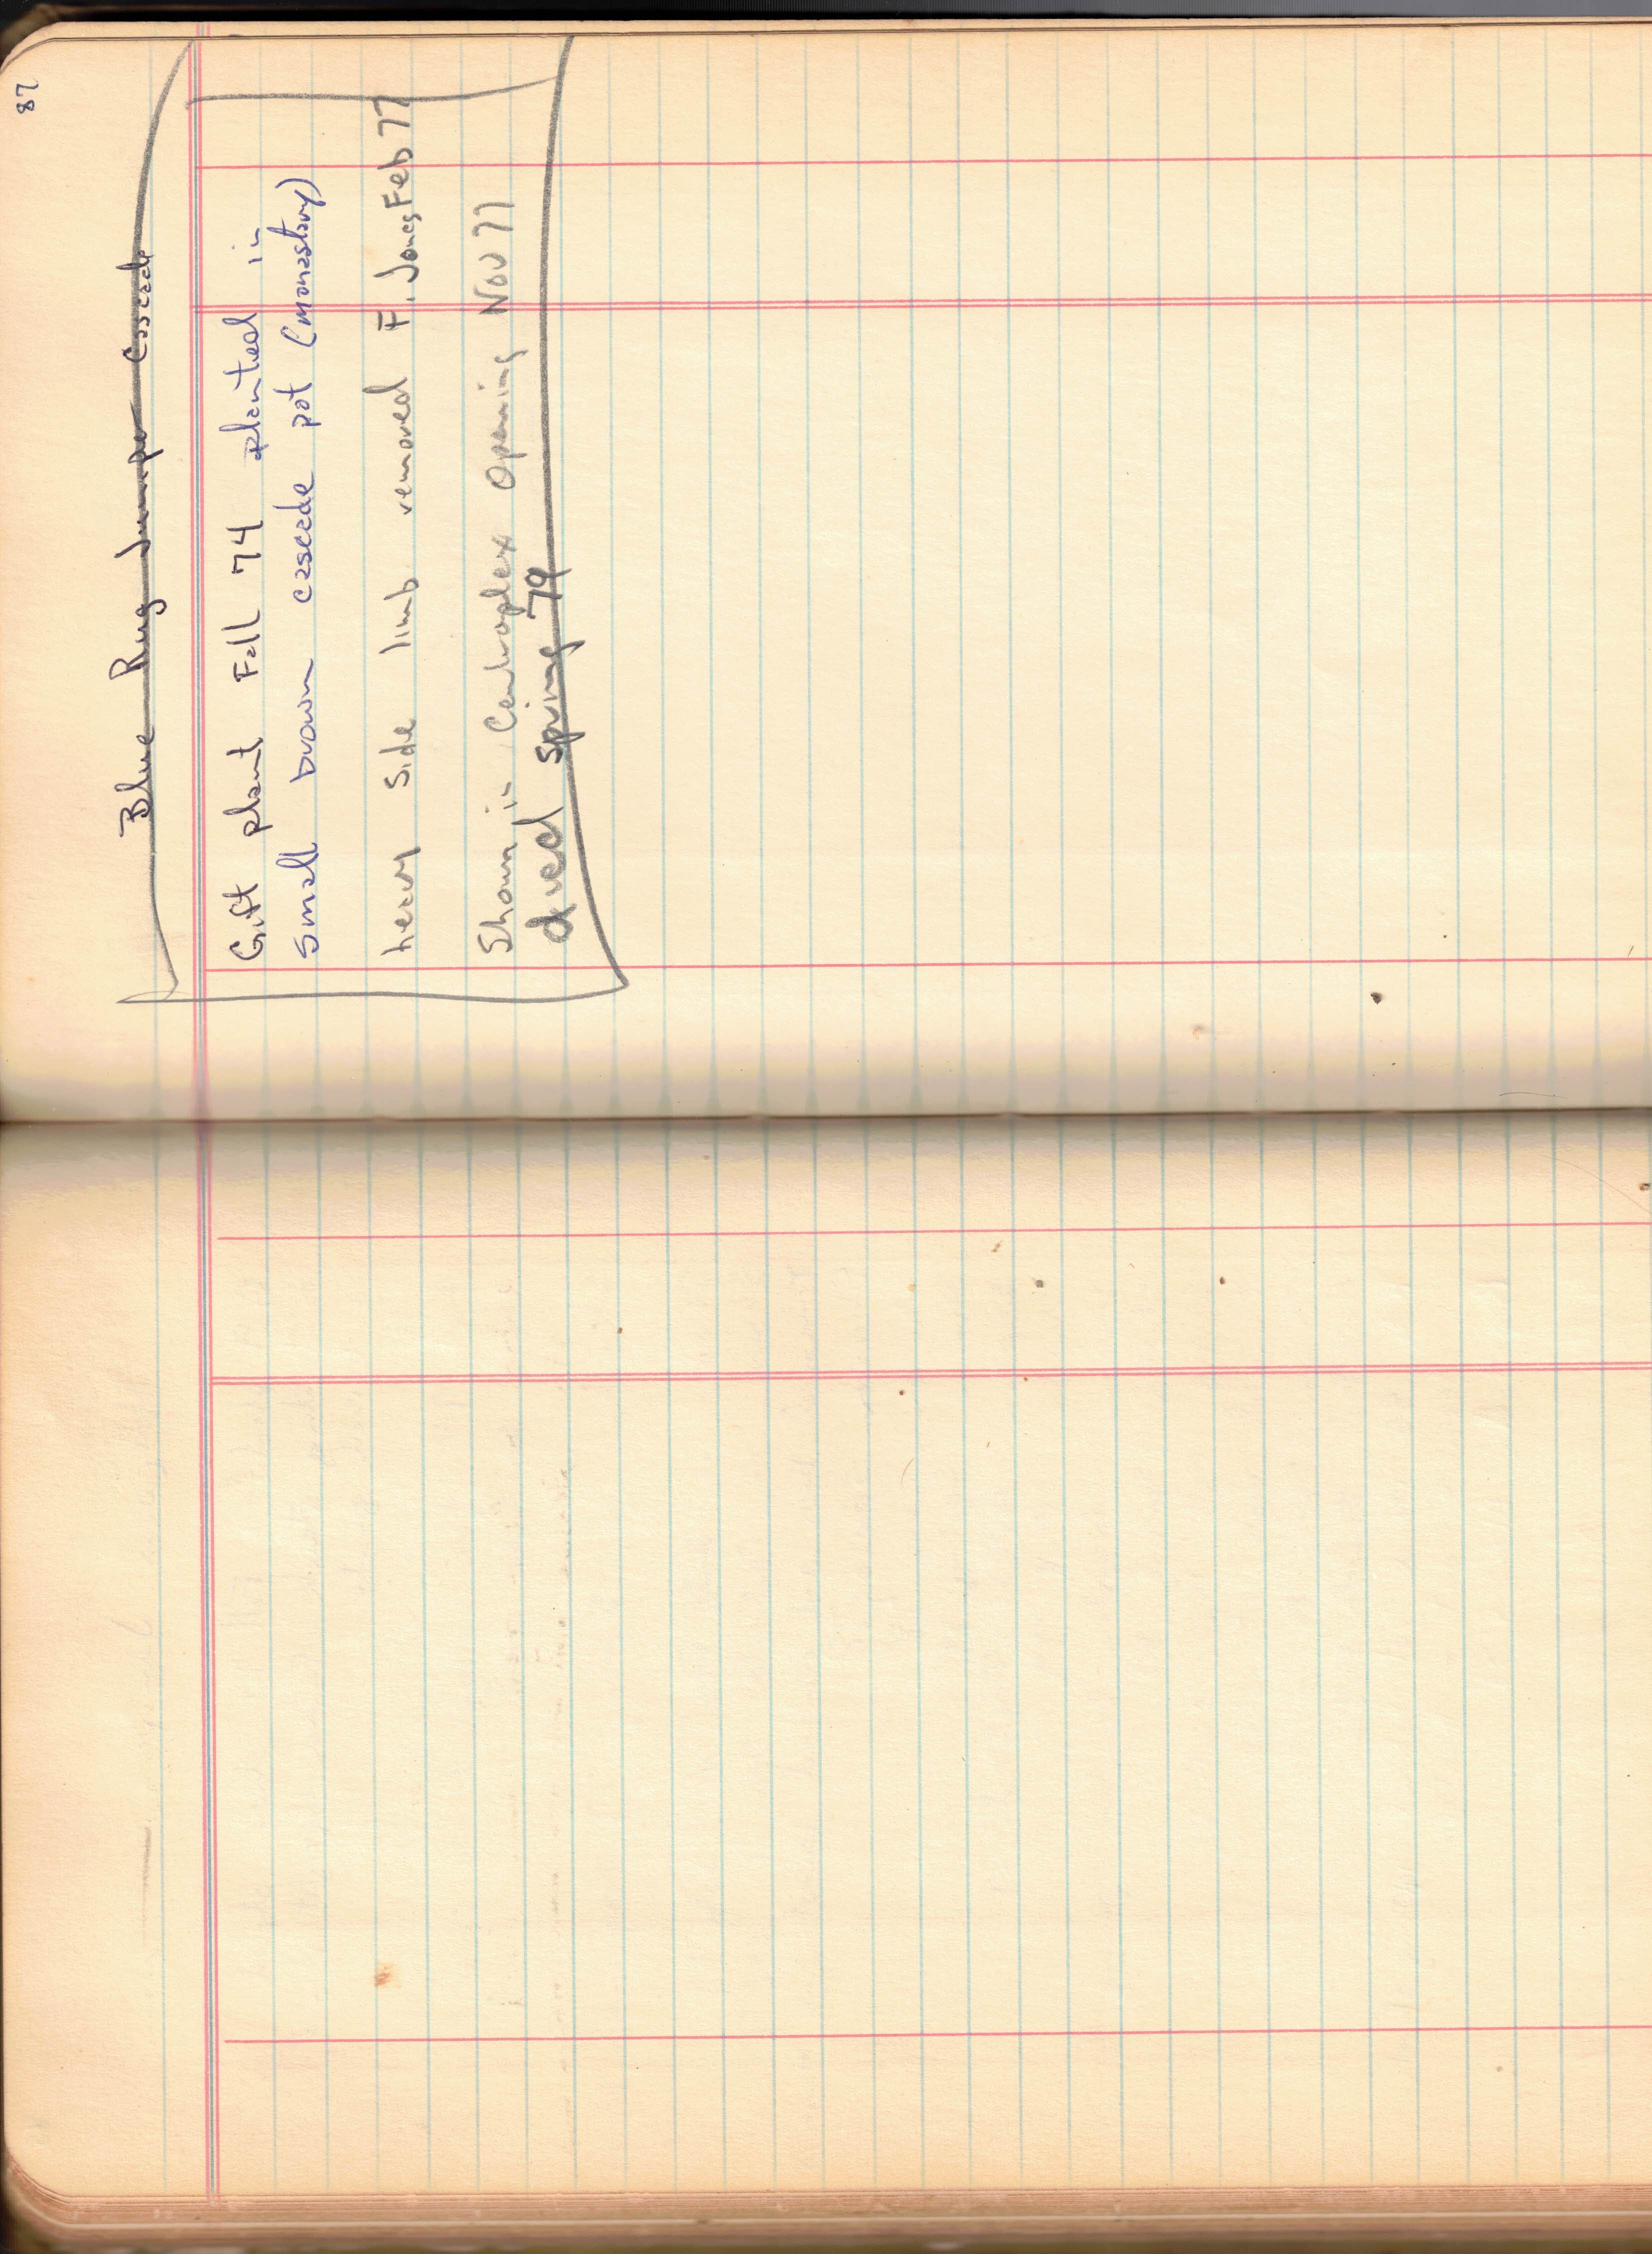 87
Blue Rug Juniper Cascade
Gift plant Fall 74 planted in
small brown cascade pot (monastary)
heavy side limb removed F. Jones Feb 77
Shown in Centroplex Opening Nov 77
died spring 79